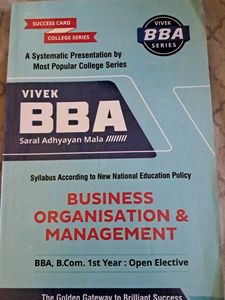 SUCCESS CARD
COLLEGE SERIES
VIVEK
BBA
SERIES
A Systematic Presentation by
Most Popular College Series
VIVEK
BBA
Saral Adhyayan Mala
Syllabus According to New National Education Policy
BUSINESS
ORGANISATION &
MANAGEMENT
BBA, B.Com. 1st Year : Open Elective
The Golden Gateway to Brilliant Success